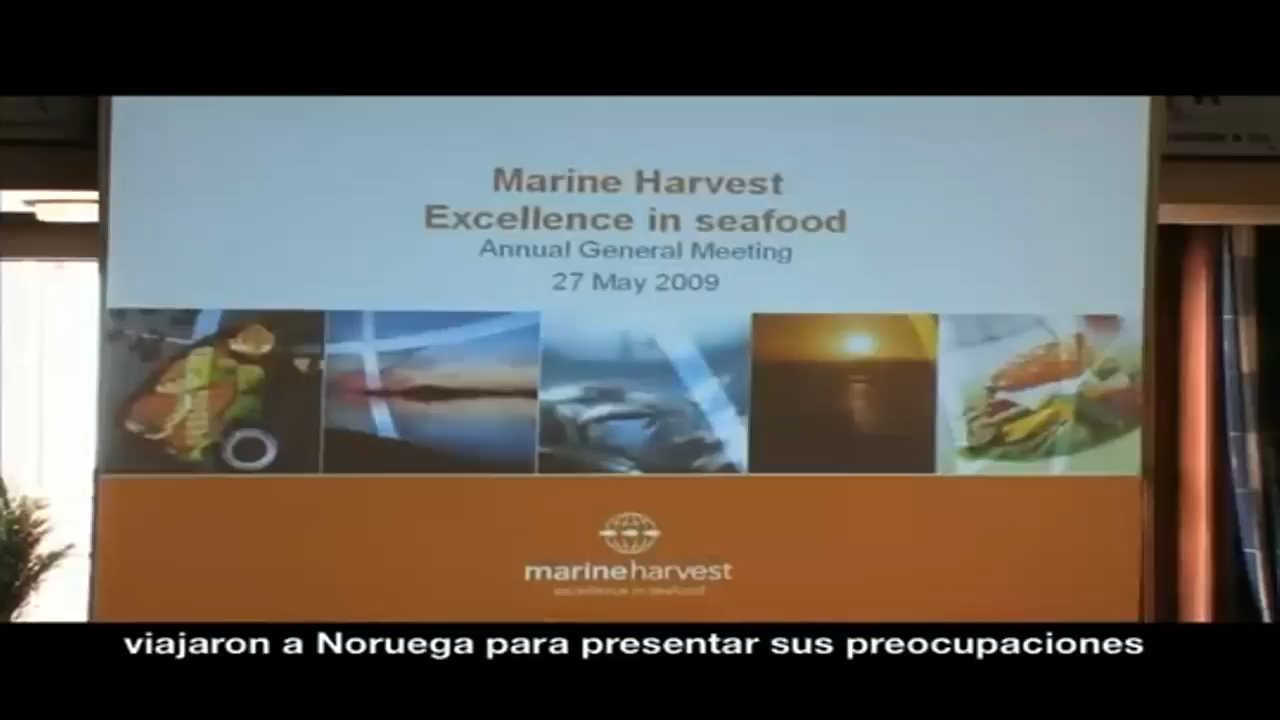 Marine Harvest
Excellence in seafood
Annual General Meeting
27 May 2009
marineharvest
excellence in seafood
viajaron a Noruega para presentar sus preocupaciones